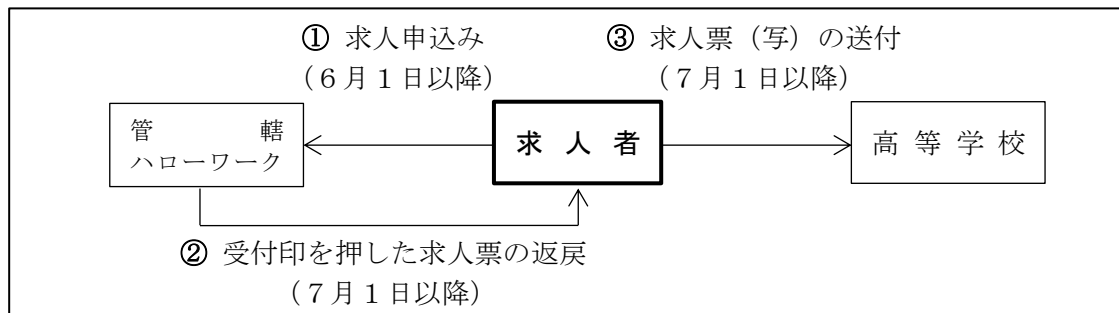 ① 求人申込み
(6月1日以降)
③ 求人票(写)の送付
(7月1日以降)
管轄
ハローワーク
求人者
高等学校
② 受付印を押した求人票の返戻
(7月1日以降)